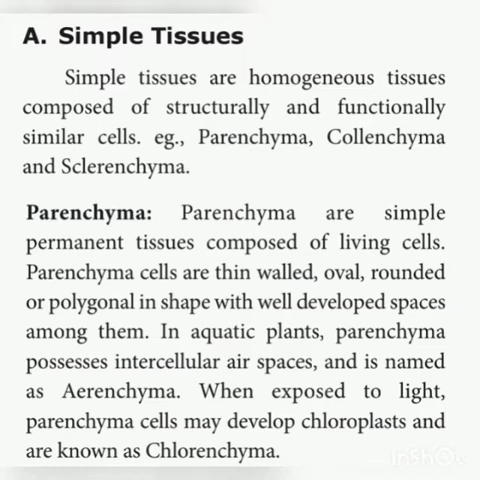 A. Simple Tissues
Simple tissues are homogeneous tissues
composed of structurally and functionally
similar cells. eg., Parenchyma, Collenchyma
and Sclerenchyma.
Parenchyma: Parenchyma are simple
permanent tissues composed of living cells.
Parenchyma cells are thin walled, oval, rounded
or polygonal in shape with well developed spaces
among them. In aquatic plants, parenchyma
possesses intercellular air spaces, and is named
as Aerenchyma. When exposed to light,
parenchyma cells may develop chloroplasts and
are known as Chlorenchyma.
InShOt